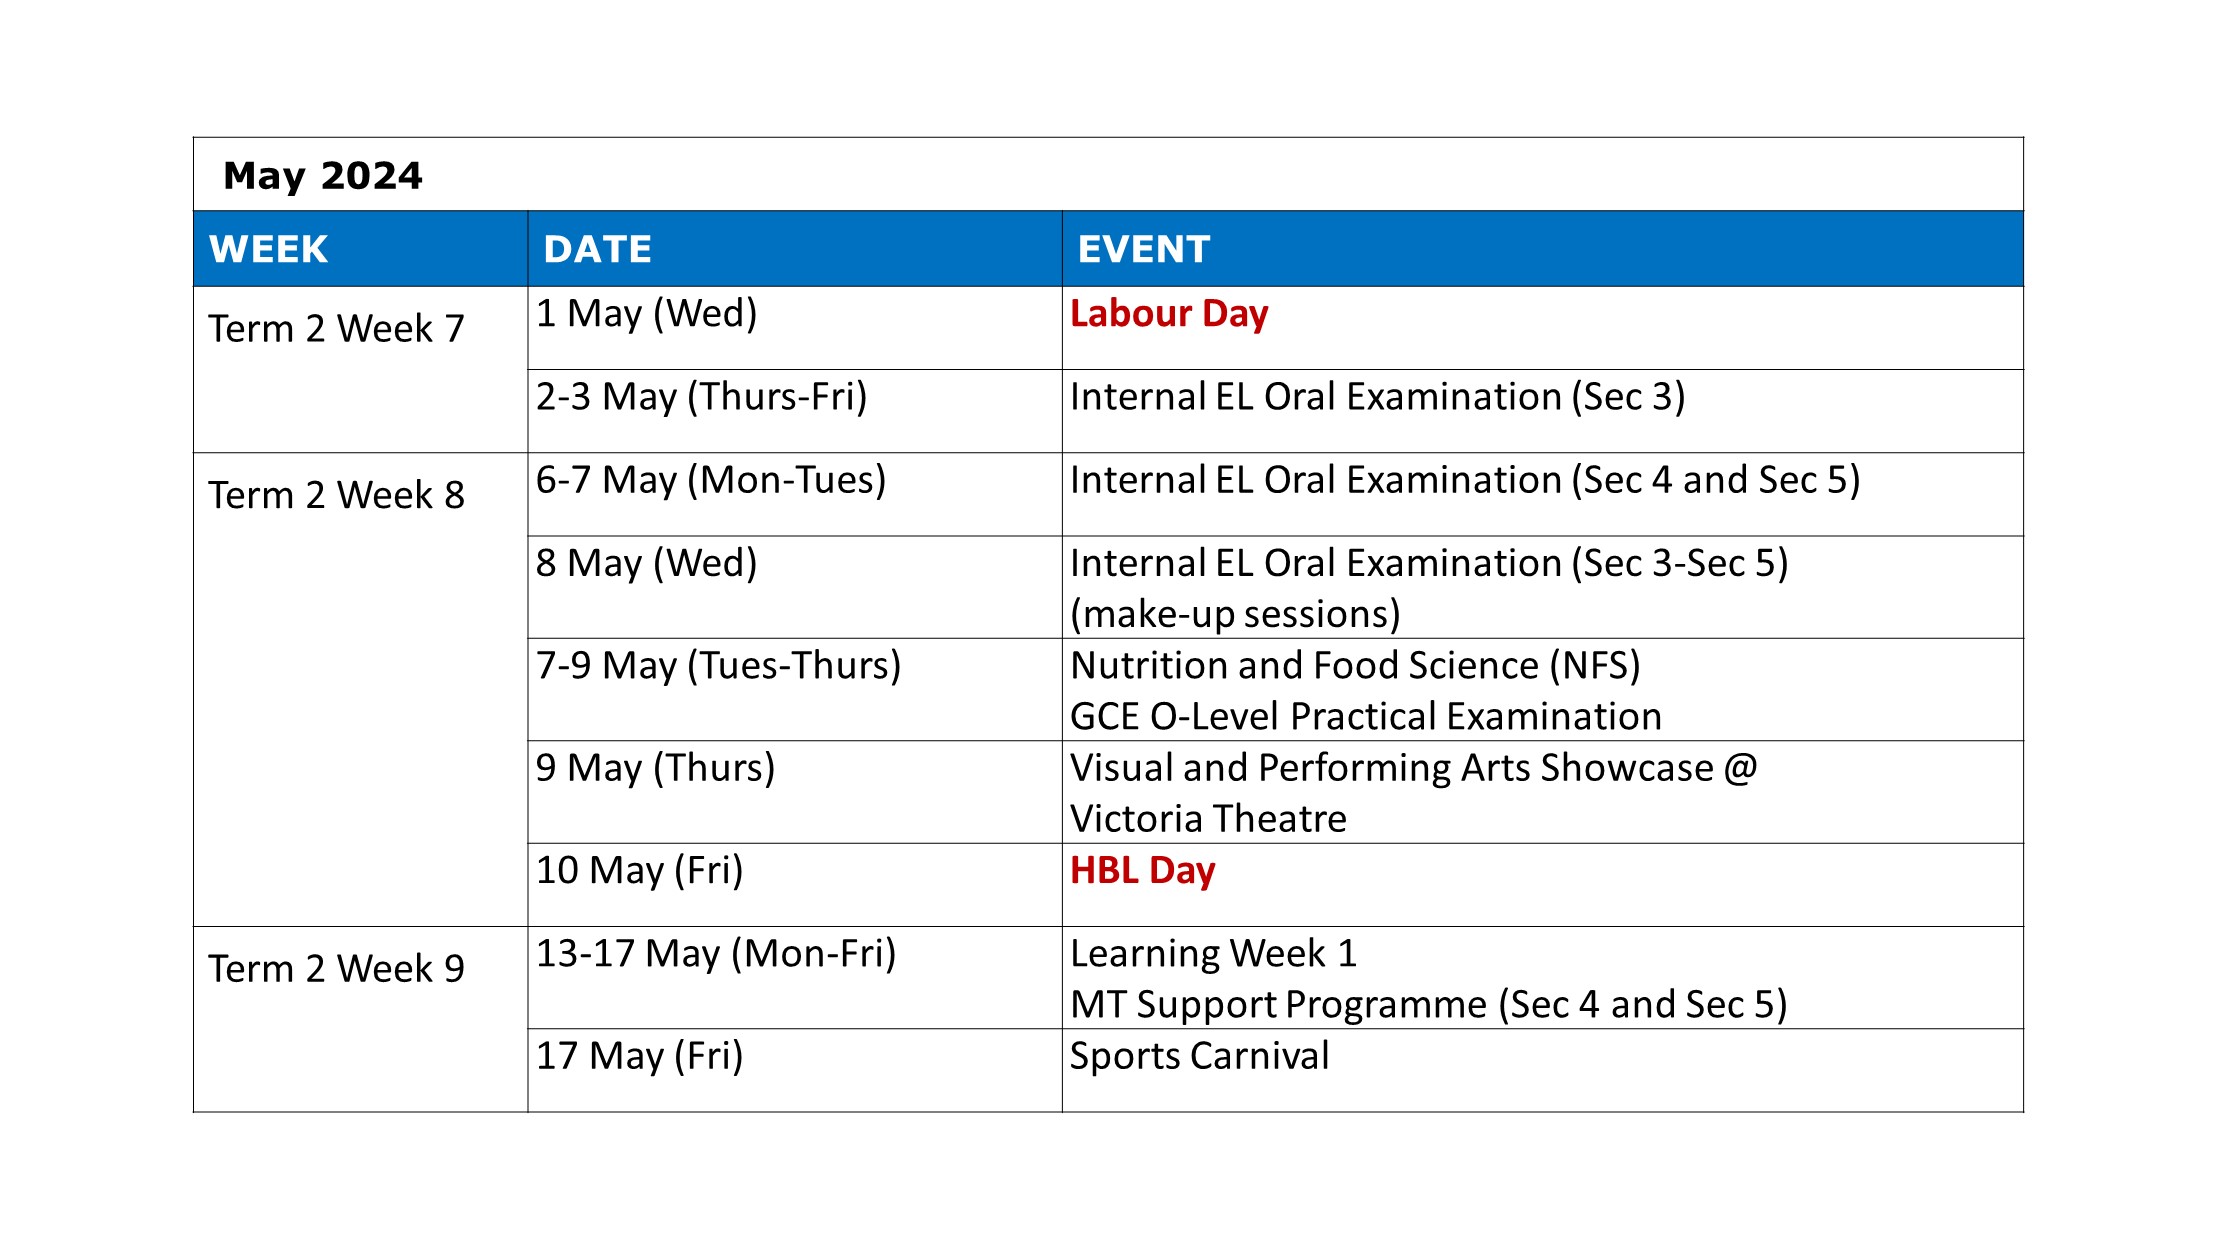 May 2024
WEEK DATE EVENT
Term 2 Week 7 1 May (Wed) Labour Day
2-3 May (Thurs-Fri) Internal EL Oral Examination (Sec 3)
Term 2 Week 8 6-7 May (Mon-Tues) Internal EL Oral Examination (Sec 4 and Sec 5)
8 May (Wed) Internal EL Oral Examination (Sec 3-Sec 5)
(make-up sessions)
7-9 May (Tues-Thurs) Nutrition and Food Science (NFS)
GCE O-Level Practical Examination
9 May (Thurs) Visual and Performing Arts Showcase @
Victoria Theatre
10 May (Fri) HBL Day
Term 2 Week 9 13-17 May (Mon-Fri) Learning Week 1
MT Support Programme (Sec 4 and Sec 5)
17 May (Fri) Sports Carnival